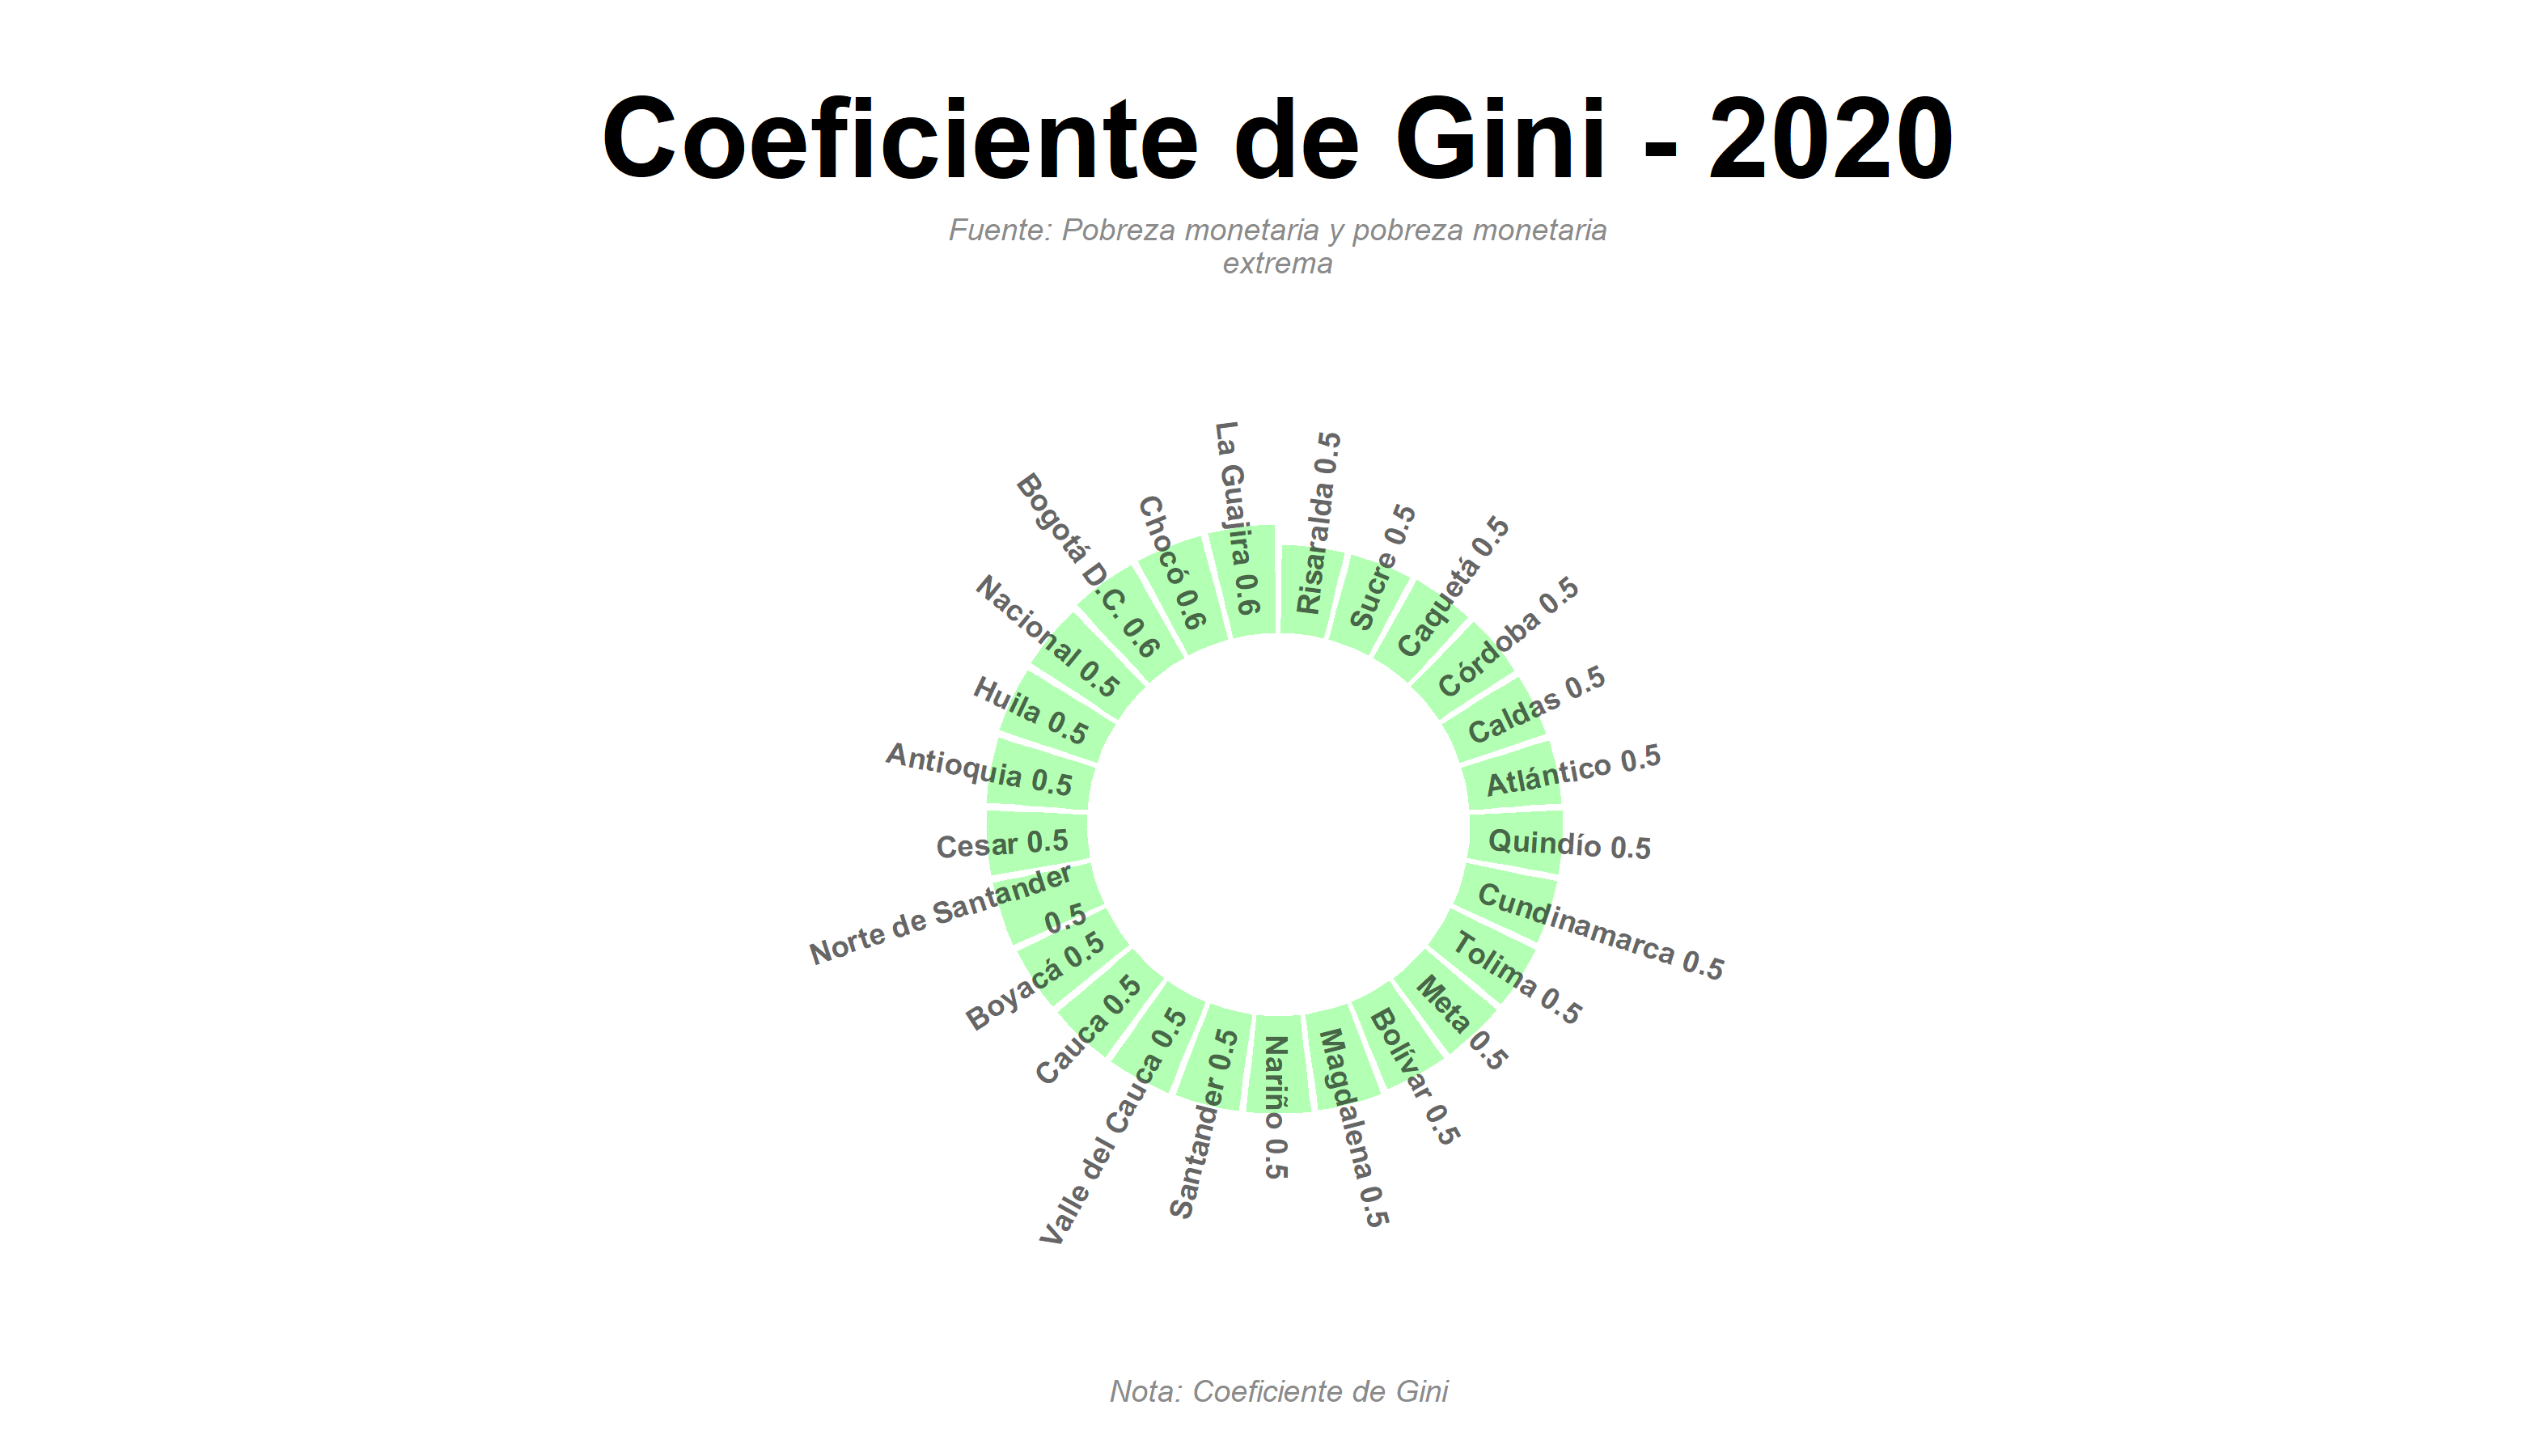 Coeficiente de Gini - 2020
Fuente: Pobreza monetaria y pobreza monetaria
extrema
Risaralda 0.5
Sucre 0.5
Caquetá 0.5
Córdoba 0.5
Caldas 0.5
Atlántico 0.5
Quindío 0.5
Cundinamarca 0.5
Tolima 0.5
Meta 0.5
Bolívar 0.5
Magdalena 0.5
Nariño 0.5
Santander 0.5
Valle del Cauca 0.5
Cauca 0.5
Boyacá 0.5
Norte de Santander
0.5
Cesar 0.5
Antioquia 0.5
Huila 0.5
Nacional 0.5
Bogotá D.C. 0.6
Chocó 0.6
La Guajira 0.6
Nota: Coeficiente de Gini